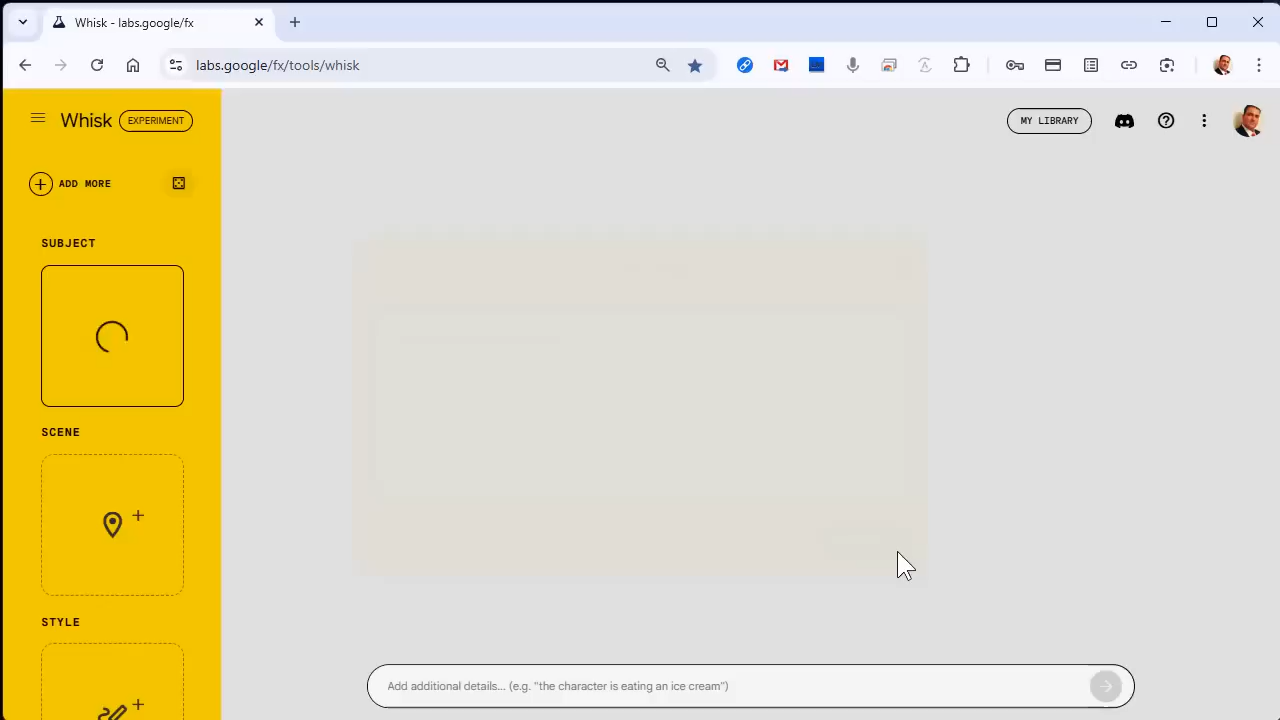 Whisk - labs.google/fx
labs.google/fx/tools/whisk
Whisk EXPERIMENT
MY LIBRARY
ADD MORE
SUBJECT
SCENE
STYLE
Add additional details... (e.g. “the character is eating an ice cream”)